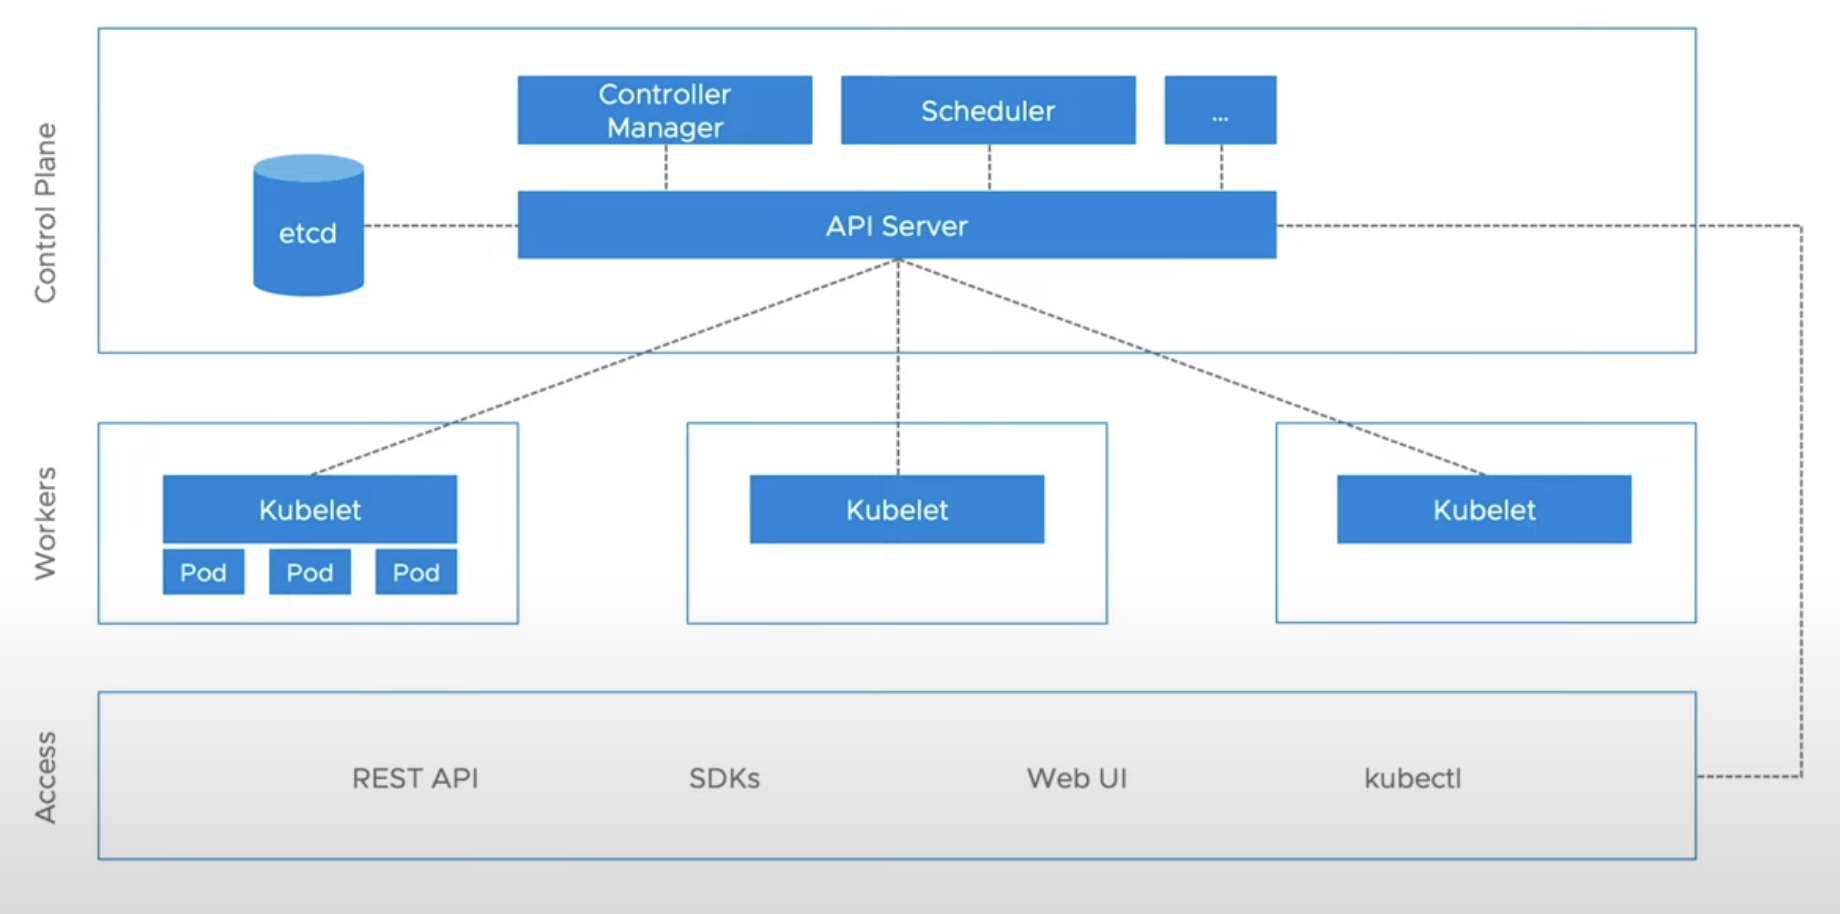 Control Plane
Controller
Manager
Scheduler
...
etcd
API Server
Workers
Kubelet
Kubelet
Kubelet
Pod
Pod
Pod
Access
REST API
SDKs
Web UI
kubectl